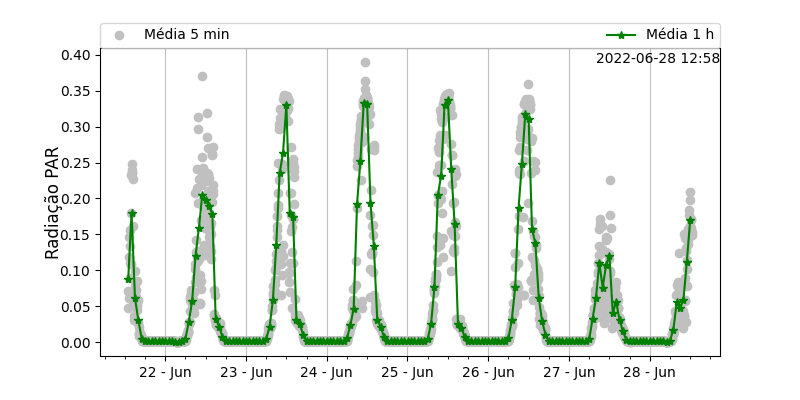 Média 5 min
Média 1 h
2022-06-28 12:58
Radiação PAR
0.40
0.35
0.30
0.25
0.20
0.15
0.10
0.05
0.00
22 - Jun
23 - Jun
24 - Jun
25 - Jun
26 - Jun
27 - Jun
28 - Jun